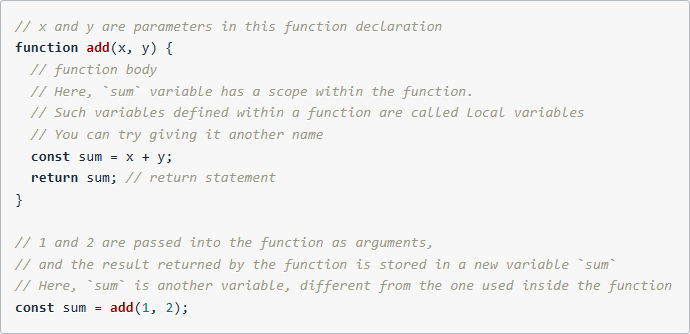 // x and y are parameters in this function declaration
function add(x, y) {
  // function body
  // Here, `sum` variable has a scope within the function.
  // Such variables defined within a function are called Local variables
  // You can try giving it another name
  const sum = x + y;
  return sum; // return statement
}

// 1 and 2 are passed into the function as arguments,
// and the result returned by the function is stored in a new variable `sum`
// Here, `sum` is another variable, different from the one used inside the function
const sum = add(1, 2);